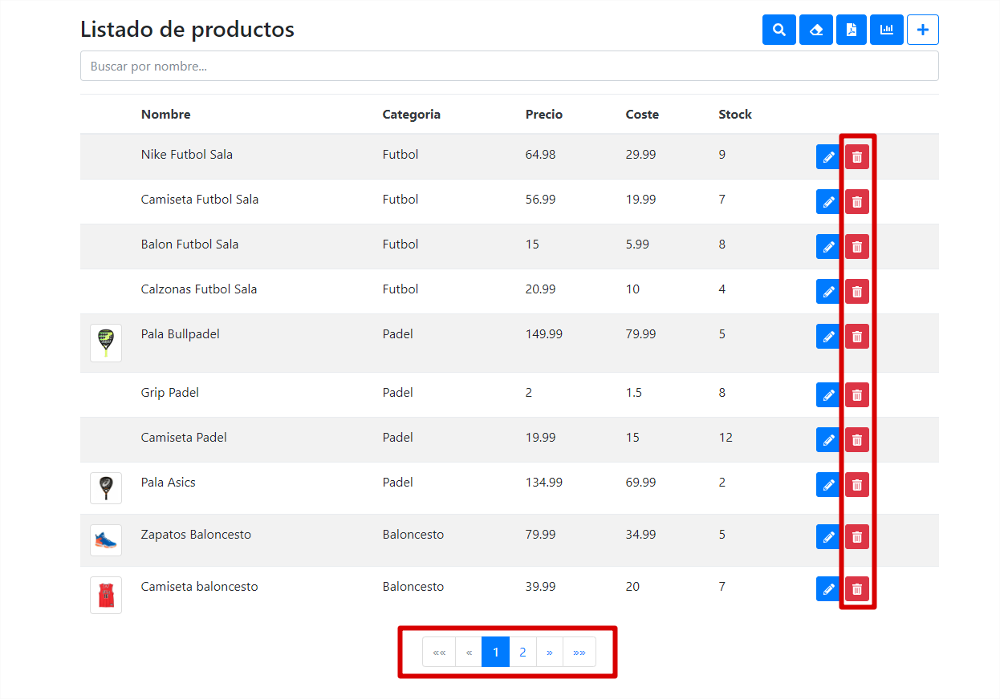 Listado de productos
Buscar por nombre...
Nombre Categoria Precio Coste Stock
Nike Futbol Sala Futbol 64.98 29.99 9
Camiseta Futbol Sala Futbol 56.99 19.99 7
Balon Futbol Sala Futbol 15 5.99 8
Calzonas Futbol Sala Futbol 20.99 10 4
Pala Bullpadel Padel 149.99 79.99 5
Grip Padel Padel 2 1.5 8
Camiseta Padel Padel 19.99 15 12
Pala Asics Padel 134.99 69.99 2
Zapatos Baloncesto Baloncesto 79.99 34.99 5
Camiseta baloncesto Baloncesto 39.99 20 7
«« « 1 2 » »»